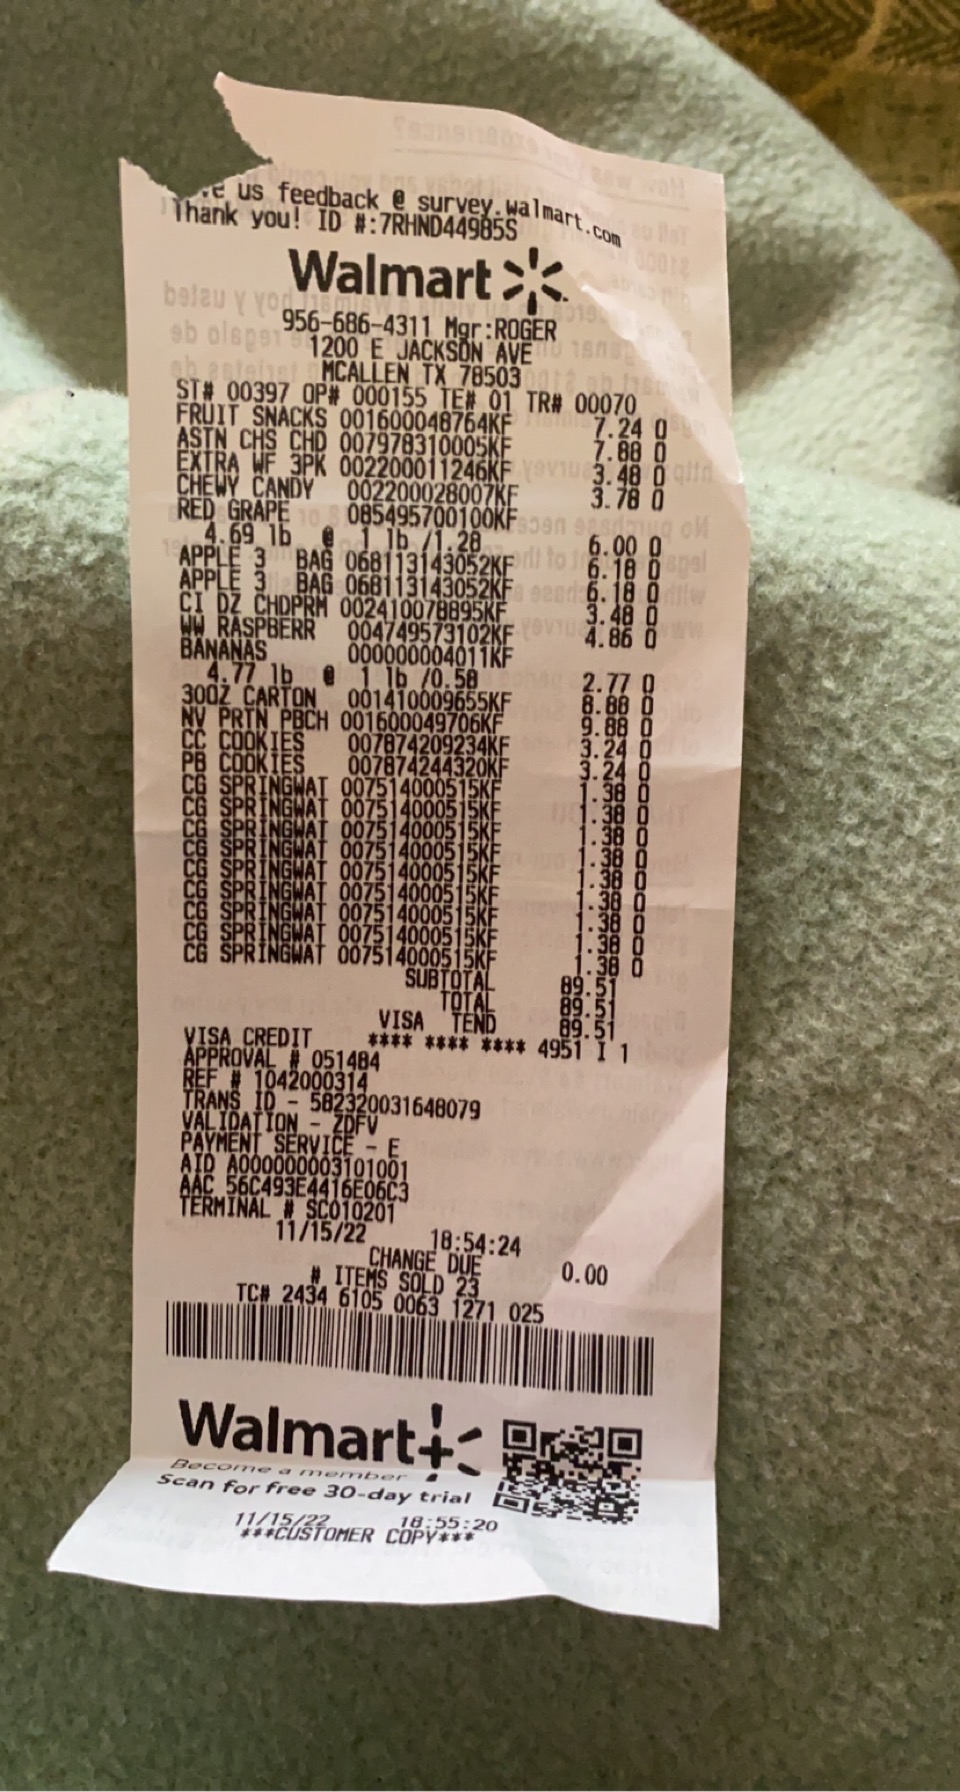 us feedback @ survey.walmart.com
Thank you! ID #:7RHND44985S
Walmart
956-686-4311 Mgr:ROGER
1200 E JACKSON AVE
MCALLEN TX 78503
ST# 00397 OP# 000155 TE# 01 TR# 00070
FRUIT SNACKS 001600048764KF 7.24 O
ASTN CHS CHD 007978310005KF 7.88 O
EXTRA WF 3PK 002200011246KF 3.48 O
CHEWY CANDY 002200028007KF 3.78 O
RED GRAPE 085495700100KF
4.69 lb @ 1 lb /1.28 6.00 O
APPLE 3 BAG 068113143052KF 6.18 O
APPLE 3 BAG 068113143052KF 6.18 O
CI DZ CHDPRM 002410078895KF 3.48 O
WW RASPBERR 004749573102KF 4.86 O
BANANAS 000000004011KF
4.77 lb @ 1 lb /0.58 2.77 O
30OZ CARTON 001410009655KF 8.88 O
NV PRTN PBCH 001600049706KF 9.88 O
CC COOKIES 007874209234KF 3.24 O
PB COOKIES 007874244320KF 3.24 O
CG SPRINGWAT 007514000515KF 1.38 O
CG SPRINGWAT 007514000515KF 1.38 O
CG SPRINGWAT 007514000515KF 1.38 O
CG SPRINGWAT 007514000515KF 1.38 O
CG SPRINGWAT 007514000515KF 1.38 O
CG SPRINGWAT 007514000515KF 1.38 O
CG SPRINGWAT 007514000515KF 1.38 O
CG SPRINGWAT 007514000515KF 1.38 O
CG SPRINGWAT 007514000515KF 1.38 O
SUBTOTAL 89.51
TOTAL 89.51
VISA TEND 89.51
VISA CREDIT **** **** **** 4951 I 1
APPROVAL # 051484
REF # 1042000314
TRANS ID - 582320031648079
VALIDATION - ZDFV
PAYMENT SERVICE - E
AID A0000000031010​01
AAC 56C493E4416E06C3
TERMINAL # SC010201
11/15/22 18:54:24
CHANGE DUE 0.00
# ITEMS SOLD 23
TC# 2434 6105 0063 1271 025
Walmart+
Become a member
Scan for free 30-day trial
11/15/22 18:55:20
***CUSTOMER COPY***